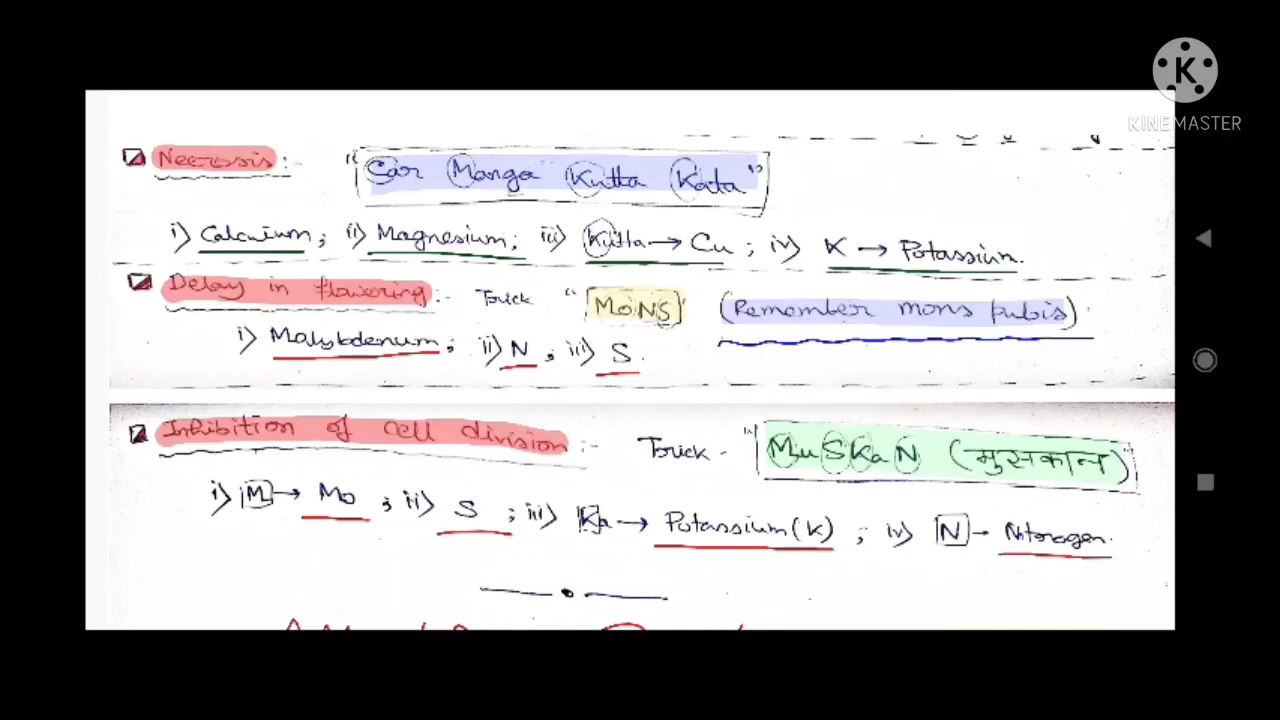 KINEMASTER
Necrosis :- "Car Manga Kutta Kata"
i) Calcuium ; ii) Magnesium ; iii) Kutta → Cu ; iv) K → Potassium.
Delay in flowering :- Trick "MoNS" (Remember mons pubis)
i) Molybdenum ; ii) N ; iii) S.
Inhibition of cell division :- Trick - "MuSKaN (मुसकान)"
i) M → Mo ; ii) S ; iii) Ka → Potassium (K) ; iv) N - Nitrogen.